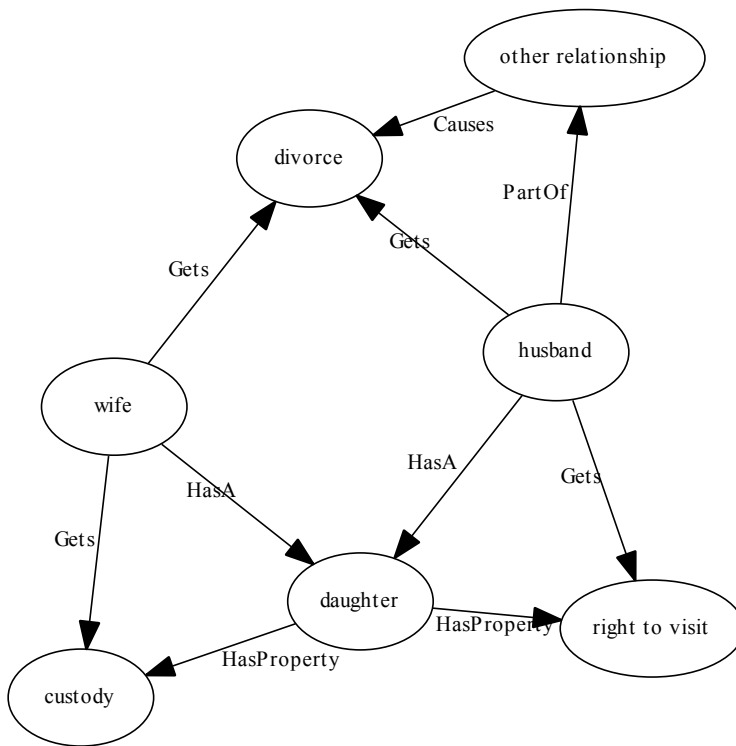 other relationship
Causes
divorce
PartOf
Gets
Gets
husband
wife
HasA
HasA
Gets
Gets
daughter
HasProperty
right to visit
HasProperty
custody